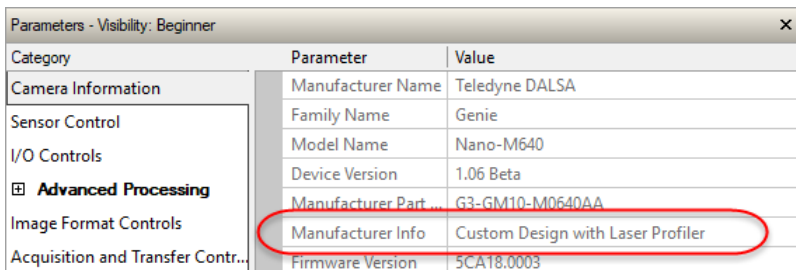 Parameters - Visibility: Beginner ×
Category Parameter Value
Camera Information Manufacturer Name Teledyne DALSA
Sensor Control Family Name Genie
I/O Controls Model Name Nano-M640
Device Version 1.06 Beta
Advanced Processing Manufacturer Part ... G3-GM10-M0640AA
Image Format Controls Manufacturer Info Custom Design with Laser Profiler
Acquisition and Transfer Contr... Firmware Version 5CA18.0003